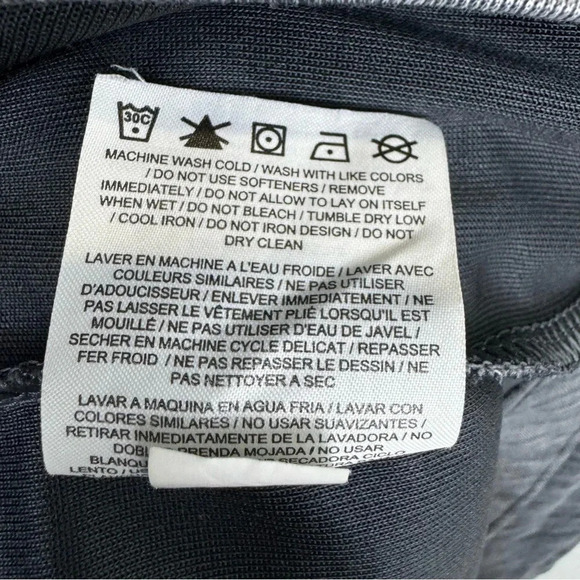 30C
MACHINE WASH COLD / WASH WITH LIKE COLORS
/ DO NOT USE SOFTENERS / REMOVE
IMMEDIATELY / DO NOT ALLOW TO LAY ON ITSELF
WHEN WET / DO NOT BLEACH / TUMBLE DRY LOW
/ COOL IRON / DO NOT IRON DESIGN / DO NOT
DRY CLEAN
LAVER EN MACHINE A L'EAU FROIDE / LAVER AVEC
COULEURS SIMILAIRES / NE PAS UTILISER
D'ADOUCISSEUR / ENLEVER IMMEDIATEMENT / NE
PAS LAISSER LE VÊTEMENT PLIÉ LORSQU'IL EST
MOUILLÉ / NE PAS UTILISER D'EAU DE JAVEL /
SECHER EN MACHINE CYCLE DELICAT / REPASSER
FER FROID / NE PAS REPASSER LE DESSIN / NE
PAS NETTOYER A SEC
LAVAR A MAQUINA EN AGUA FRIA / LAVAR CON
COLORES SIMILARES / NO USAR SUAVIZANTES /
RETIRAR IMMEDIATAMENTE DE LA LAVADORA / NO
PRENDA MOJADA / NO USAR
SECADORA CICLO
LENTO